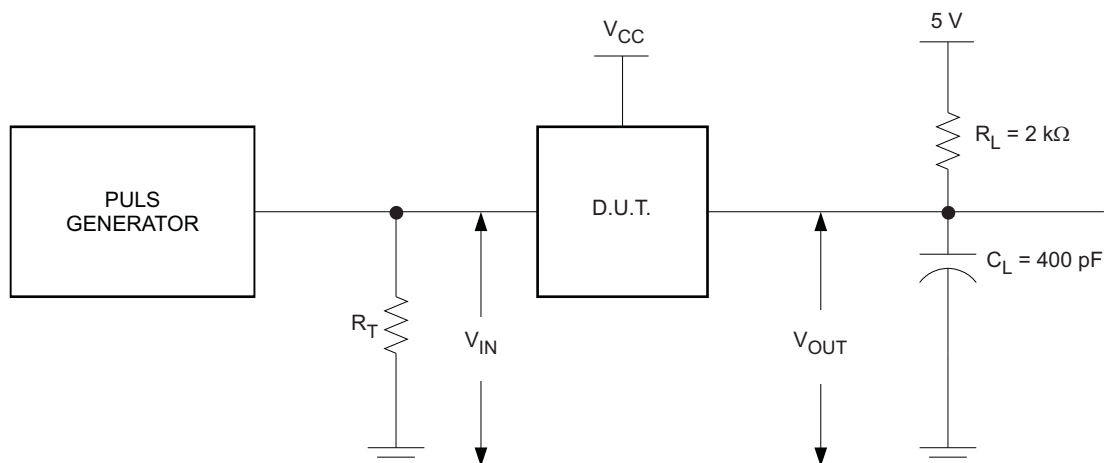 5 V
V_CC
R_L = 2 kΩ
PULS
GENERATOR
D.U.T.
C_L = 400 pF
R_T
V_IN
V_OUT